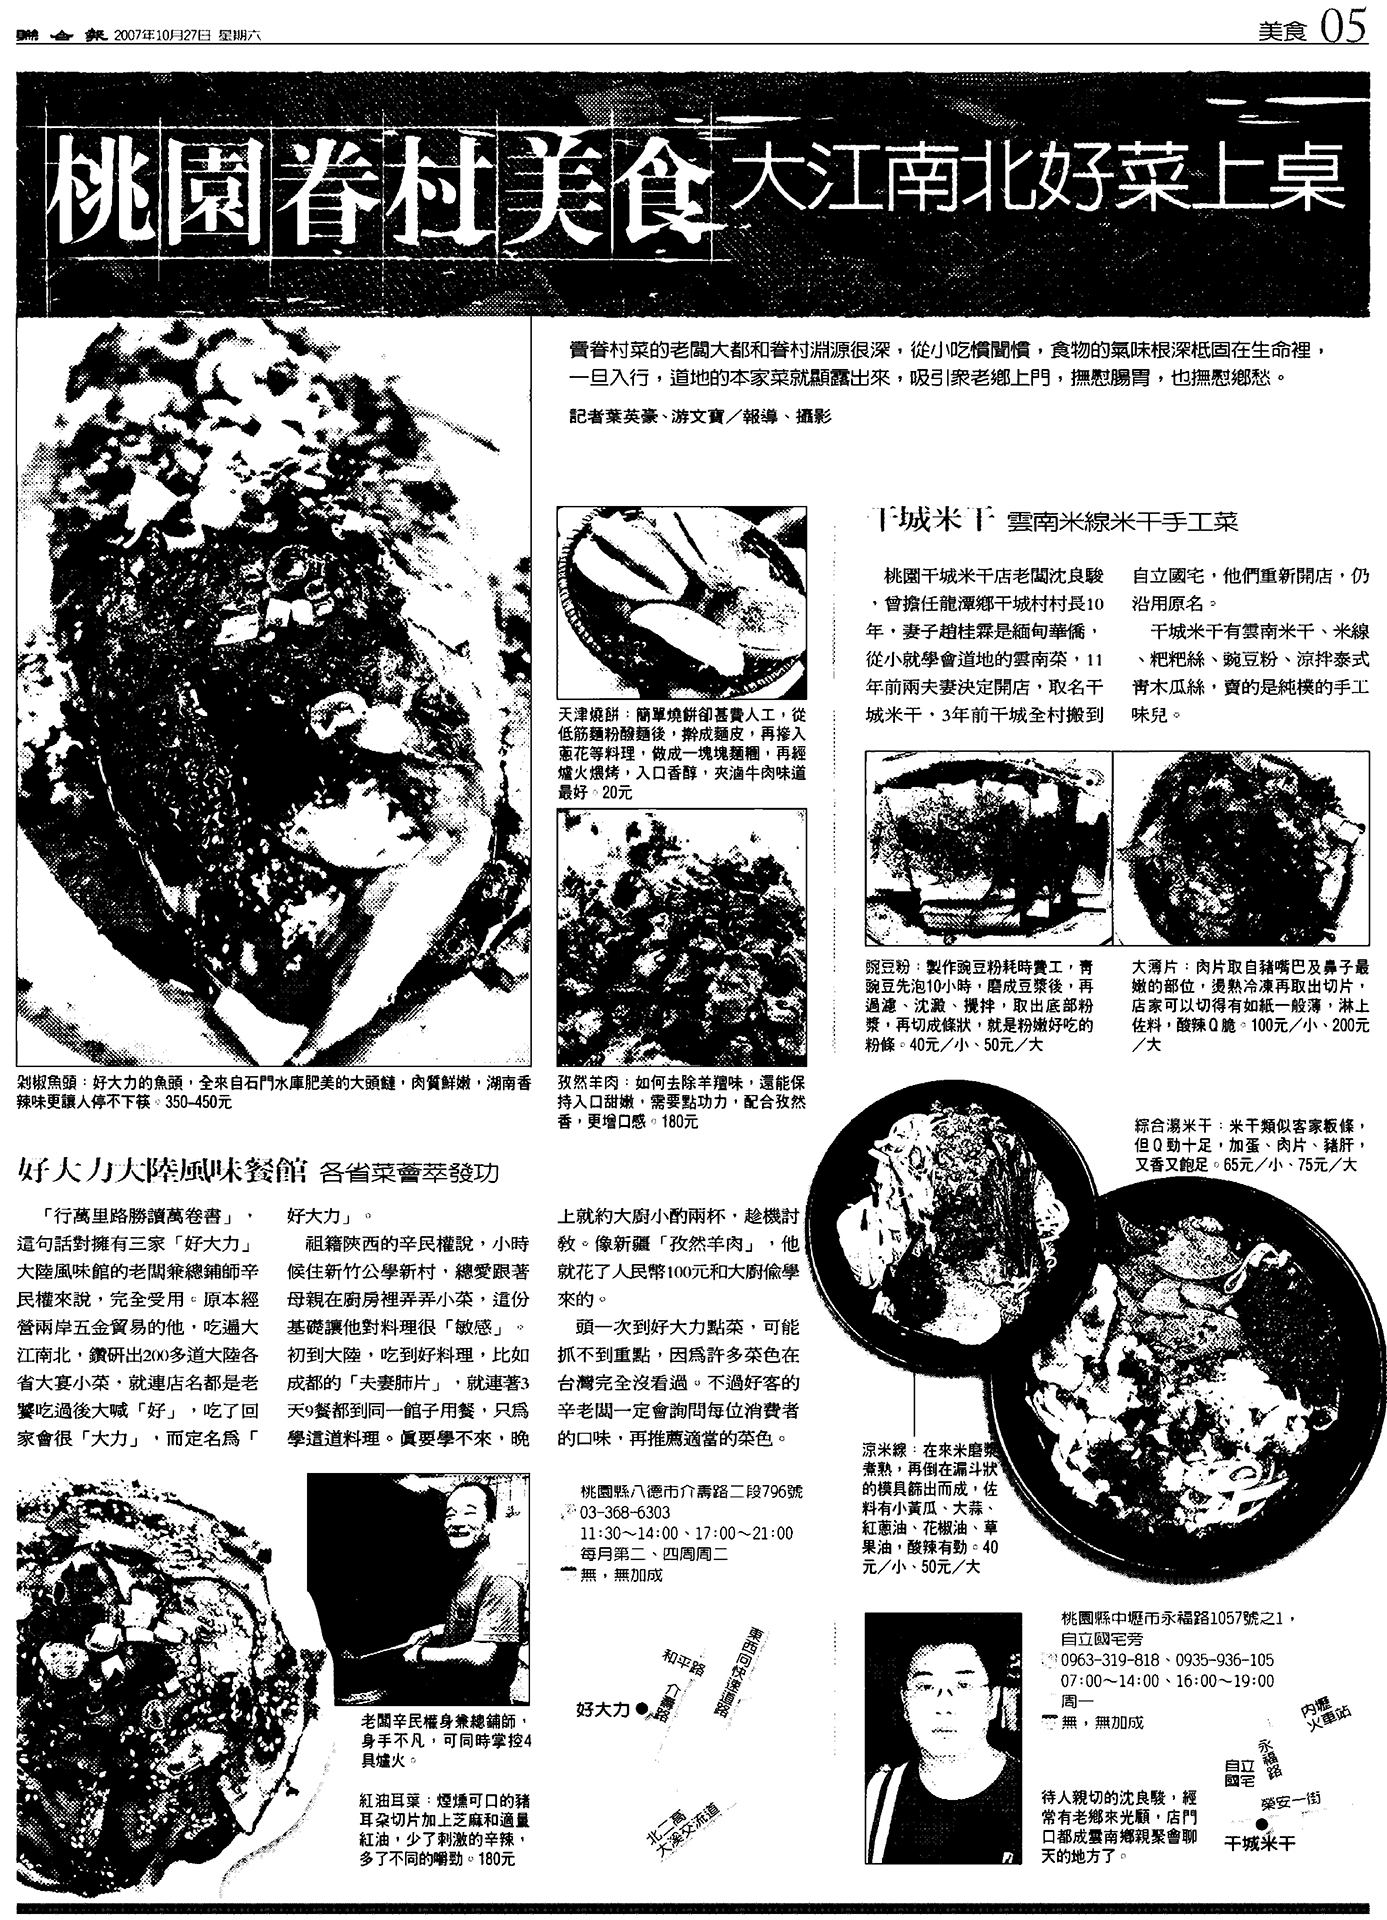 聯合報 2007年10月27日 星期六
美食 05
桃園眷村美食 大江南北好菜上桌
賣眷村菜的老闆大都和眷村淵源很深，從小吃慣聞慣，食物的氣味根深柢固在生命裡，
一旦入行，道地的本家菜就顯露出來，吸引眾老鄉上門，撫慰腸胃，也撫慰鄉愁。
記者葉英豪、游文寶／報導、攝影
天津燒餅：簡單燒餅卻甚費人工，從
低筋麵粉醱麵後，擀成麵皮，再摻入
蔥花等料理，做成一塊塊麵糰，再經
爐火煨烤，入口香醇，夾滷牛肉味道
最好。20元
孜然羊肉：如何去除羊羶味，還能保
持入口甜嫩，需要點功力，配合孜然
香，更增口感。180元
剁椒魚頭：好大力的魚頭，全來自石門水庫肥美的大頭鰱，肉質鮮嫩，湖南香
辣味更讓人停不下筷。350-450元
干城米干 雲南米線米干手工菜
桃園干城米干店老闆沈良駿
，曾擔任龍潭鄉干城村村長10
年，妻子趙桂霖是緬甸華僑，
從小就學會道地的雲南菜，11
年前兩夫妻決定開店，取名干
城米干，3年前干城全村搬到
自立國宅，他們重新開店，仍
沿用原名。
干城米干有雲南米干、米線
、粑粑絲、豌豆粉、涼拌泰式
青木瓜絲，賣的是純樸的手工
味兒。
豌豆粉：製作豌豆粉耗時費工，青
豌豆先泡10小時，磨成豆漿後，再
過濾、沈澱、攪拌，取出底部粉
漿，再切成條狀，就是粉嫩好吃的
粉條。40元／小、50元／大
大薄片：肉片取自豬嘴巴及鼻子最
嫩的部位，燙熟冷凍再取出切片，
店家可以切得有如紙一般薄，淋上
佐料，酸辣Ｑ脆。100元／小、200元
／大
綜合湯米干：米干類似客家粄條，
但Ｑ勁十足，加蛋、肉片、豬肝，
又香又飽足。65元／小、75元／大
涼米線：在來米磨漿
煮熟，再倒在漏斗狀
的模具篩出而成，佐
料有小黃瓜、大蒜、
紅蔥油、花椒油、草
果油，酸辣有勁。40
元／小、50元／大
好大力大陸風味餐館 各省菜薈萃發功
「行萬里路勝讀萬卷書」，
這句話對擁有三家「好大力」
大陸風味館的老闆兼總鋪師辛
民權來說，完全受用。原本經
營兩岸五金貿易的他，吃遍大
江南北，鑽研出200多道大陸各
省大宴小菜，就連店名都是老
饕吃過後大喊「好」，吃了回
家會很「大力」，而定名為「
好大力」。
祖籍陝西的辛民權說，小時
候住新竹公學新村，總愛跟著
母親在廚房裡弄弄小菜，這份
基礎讓他對料理很「敏感」。
初到大陸，吃到好料理，比如
成都的「夫妻肺片」，就連著3
天9餐都到同一館子用餐，只為
學這道料理。真要學不來，晚
上就約大廚小酌兩杯，趁機討
教。像新疆「孜然羊肉」，他
就花了人民幣100元和大廚偷學
來的。
頭一次到好大力點菜，可能
抓不到重點，因為許多菜色在
台灣完全沒看過。不過好客的
辛老闆一定會詢問每位消費者
的口味，再推薦適當的菜色。
老闆辛民權身兼總鋪師，
身手不凡，可同時掌控4
具爐火。
紅油耳葉：煙燻可口的豬
耳朵切片加上芝麻和適量
紅油，少了刺激的辛辣，
多了不同的嚼勁。180元
桃園縣八德市介壽路二段796號
03-368-6303
11:30～14:00、17:00～21:00
每月第二、四周周二
無，無加成
和平路
東西向快速道路
介壽路
好大力
北二高
大溪交流道
桃園縣中壢市永福路1057號之1，
自立國宅旁
0963-319-818、0935-936-105
07:00～14:00、16:00～19:00
周一
無，無加成
待人親切的沈良駿，經
常有老鄉來光顧，店門
口都成雲南鄉親聚會聊
天的地方了。
內壢
火車站
永福路
自立
國宅
榮安一街
干城米干